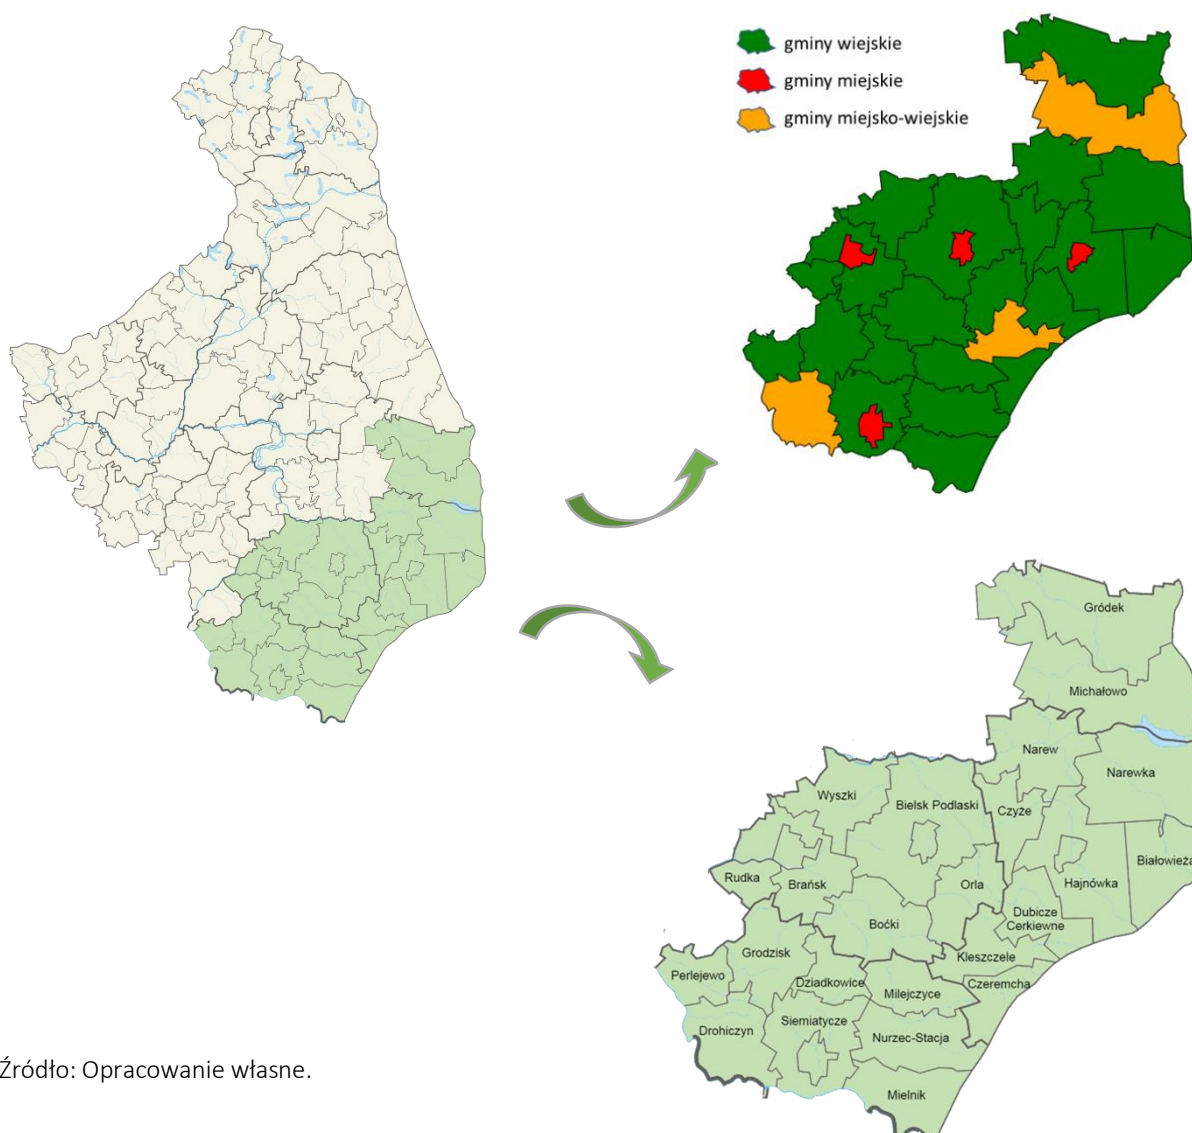 gminy wiejskie
gminy miejskie
gminy miejsko-wiejskie
Gródek
Michałowo
Narew
Narewka
Wyszki
Bielsk Podlaski
Czyże
Białowieża
Rudka
Brańsk
Orla
Hajnówka
Dubicze
Cerkiewne
Boćki
Grodzisk
Kleszczele
Perlejewo
Dziadkowice
Milejczyce
Czeremcha
Drohiczyn
Siemiatycze
Nurzec-Stacja
Mielnik
Źródło: Opracowanie własne.